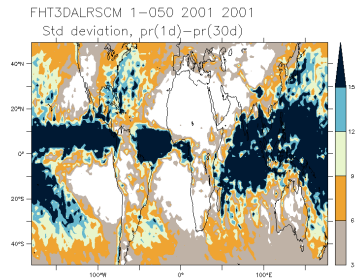 FHT3DALRSCM 1-050 2001 2001
Std deviation, pr(1d)-pr(30d)
40°N
20°N
0°
20°S
40°S
100°W
0°
100°E
15
12
9
6
3